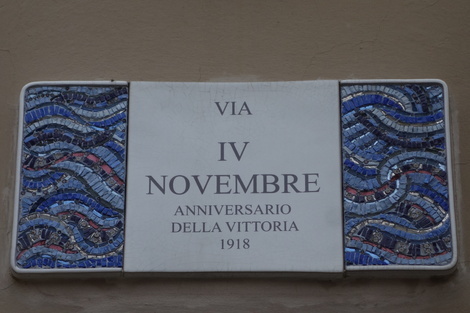 VIA
IV
NOVEMBRE
ANNIVERSARIO
DELLA VITTORIA
1918